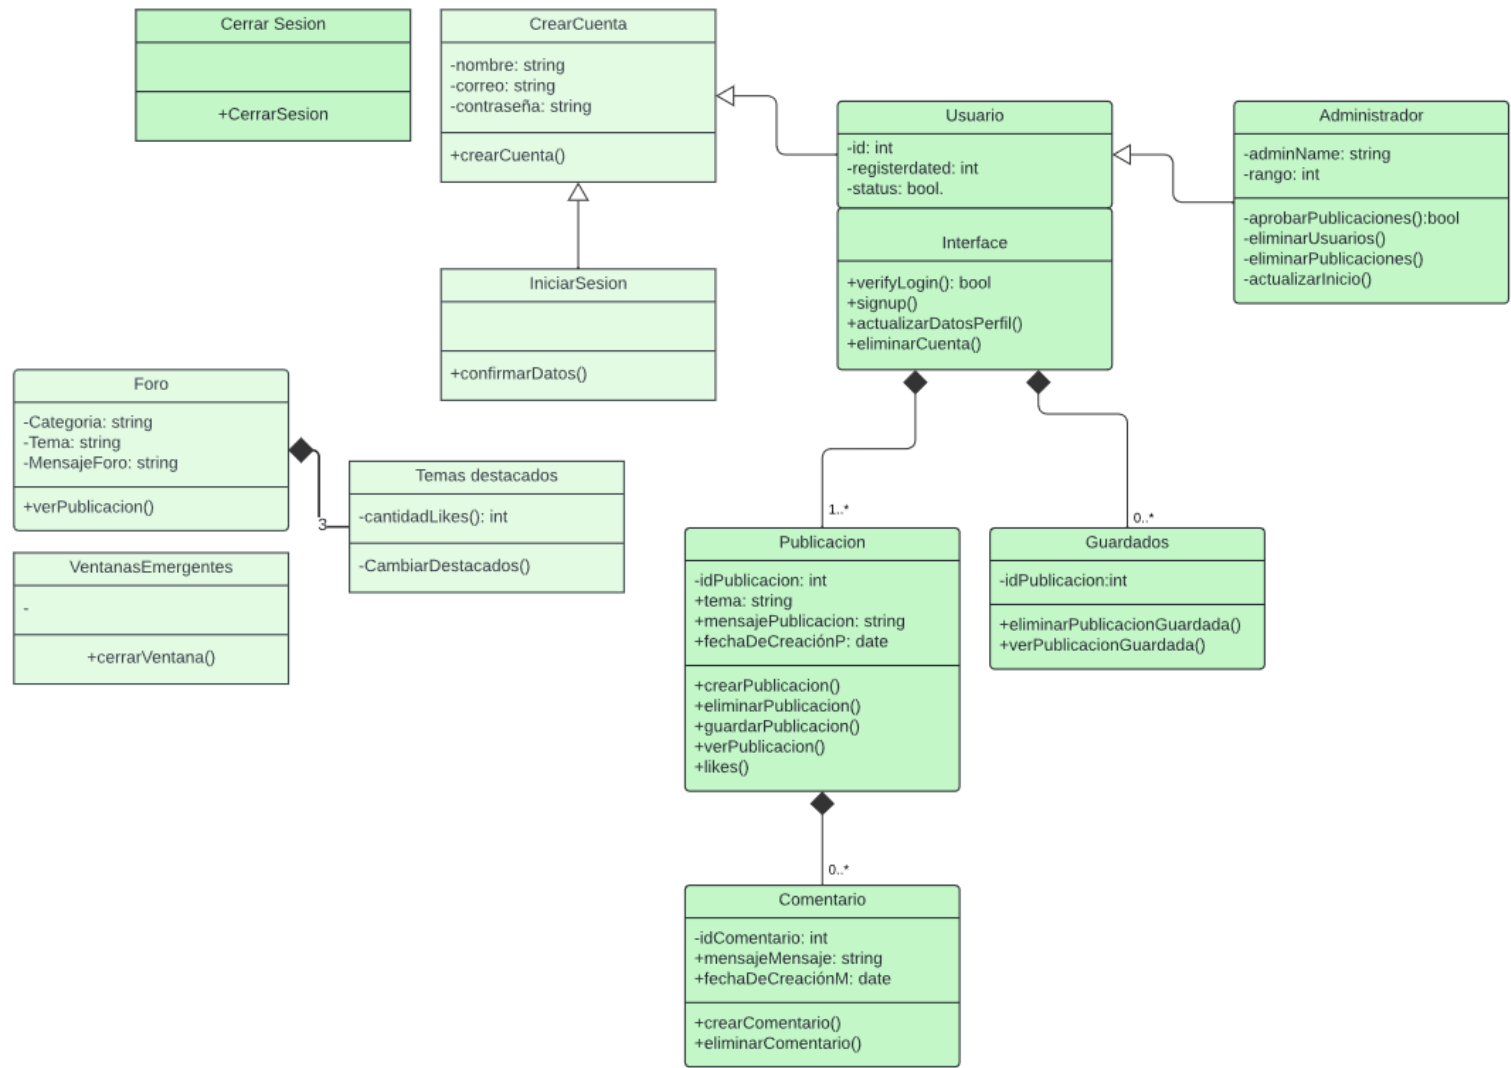 Cerrar Sesion
+CerrarSesion
CrearCuenta
-nombre: string
-correo: string
-contraseña: string
+crearCuenta()
Usuario
-id: int
-registerdated: int
-status: bool.
Interface
+verifyLogin(): bool
+signup()
+actualizarDatosPerfil()
+eliminarCuenta()
Administrador
-adminName: string
-rango: int
-aprobarPublicaciones():bool
-eliminarUsuarios()
-eliminarPublicaciones()
-actualizarInicio()
IniciarSesion
+confirmarDatos()
Foro
-Categoria: string
-Tema: string
-MensajeForo: string
+verPublicacion()
3
Temas destacados
-cantidadLikes(): int
-CambiarDestacados()
VentanasEmergentes
-
+cerrarVentana()
1..*
Publicacion
-idPublicacion: int
+tema: string
+mensajePublicacion: string
+fechaDeCreaciónP: date
+crearPublicacion()
+eliminarPublicacion()
+guardarPublicacion()
+verPublicacion()
+likes()
0..*
Guardados
-idPublicacion:int
+eliminarPublicacionGuardada()
+verPublicacionGuardada()
0..*
Comentario
-idComentario: int
+mensajeMensaje: string
+fechaDeCreaciónM: date
+crearComentario()
+eliminarComentario()